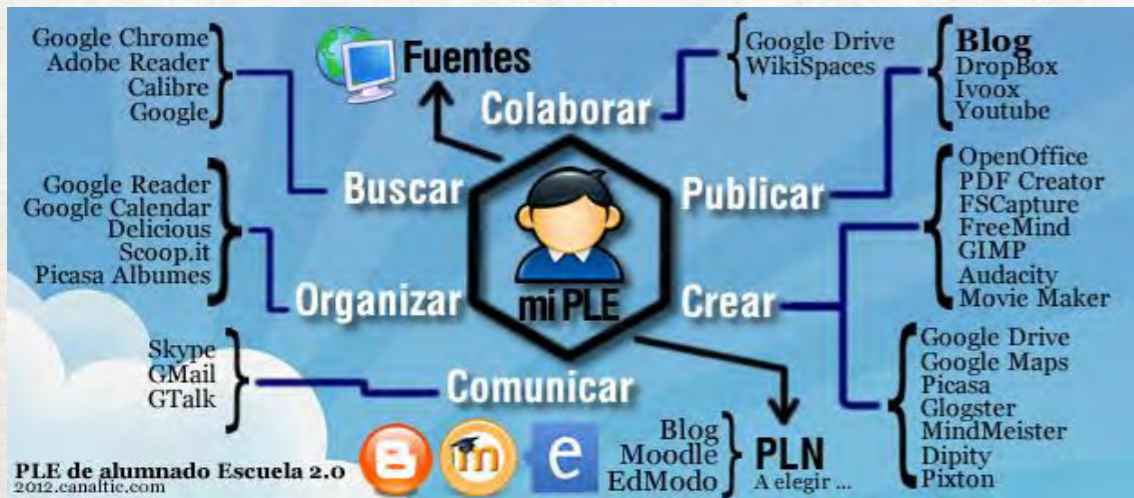 Google Chrome
Adobe Reader
Calibre
Google
Fuentes
Colaborar
Google Drive
WikiSpaces
Blog
DropBox
Ivoox
Youtube
Buscar
Publicar
Google Reader
Google Calendar
Delicious
Scoop.it
Picasa Albumes
OpenOffice
PDF Creator
FSCapture
FreeMind
GIMP
Audacity
Movie Maker
Organizar
mi PLE
Crear
Skype
GMail
GTalk
Comunicar
Google Drive
Google Maps
Picasa
Glogster
MindMeister
Dipity
Pixton
m
e
Blog
Moodle
EdModo
PLN
A elegir ...
PLE de alumnado Escuela 2.0
2012.canaltic.com